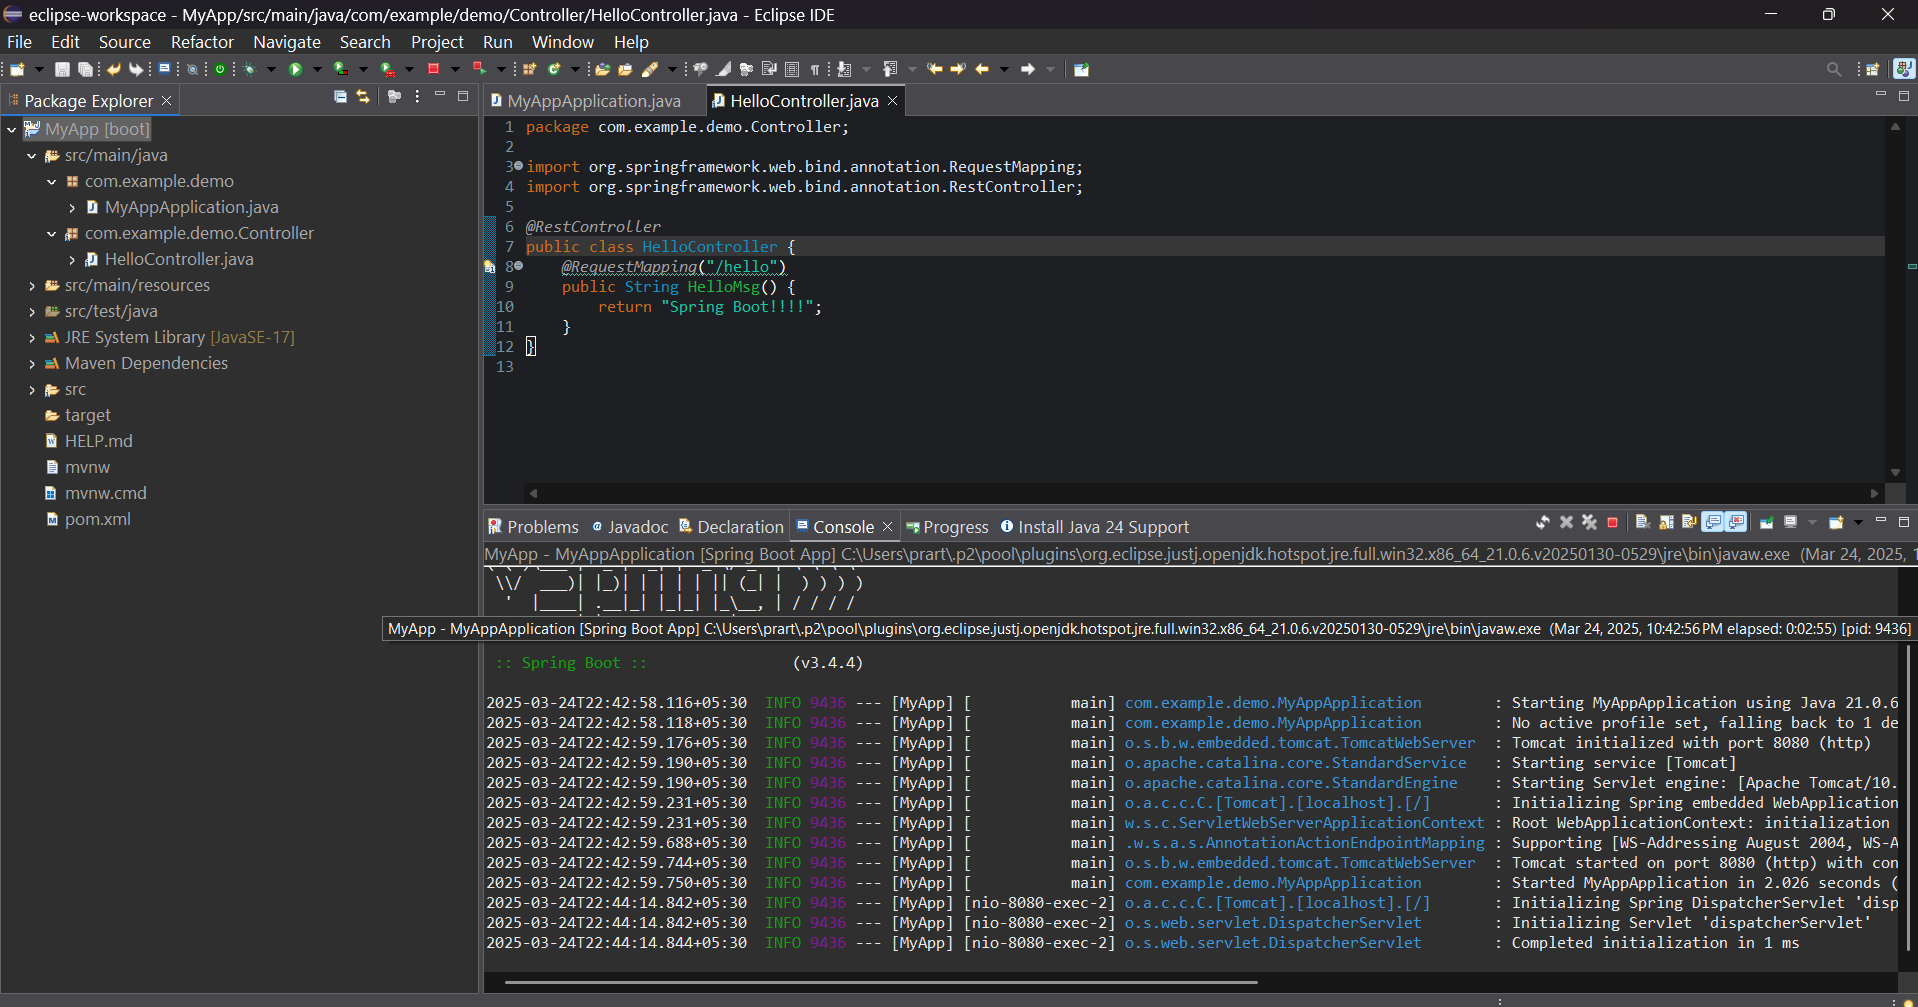 eclipse-workspace - MyApp/src/main/java/com/example/demo/Controller/HelloController.java - Eclipse IDE
File Edit Source Refactor Navigate Search Project Run Window Help
Package Explorer
MyApp [boot]
src/main/java
com.example.demo
MyAppApplication.java
com.example.demo.Controller
HelloController.java
src/main/resources
src/test/java
JRE System Library [JavaSE-17]
Maven Dependencies
src
target
HELP.md
mvnw
mvnw.cmd
pom.xml
MyAppApplication.java HelloController.java
1 package com.example.demo.Controller;
2
3 import org.springframework.web.bind.annotation.RequestMapping;
4 import org.springframework.web.bind.annotation.RestController;
5
6 @RestController
7 public class HelloController {
8 @RequestMapping("/hello")
9 public String HelloMsg() {
10 return "Spring Boot!!!!";
11 }
12 }
13
Problems Javadoc Declaration Console Progress Install Java 24 Support
MyApp - MyAppApplication [Spring Boot App] C:\Users\prart\.p2\pool\plugins\org.eclipse.justj.openjdk.hotspot.jre.full.win32.x86_64_21.0.6.v20250130-0529\jre\bin\javaw.exe (Mar 24, 2025, 1
MyApp - MyAppApplication [Spring Boot App] C:\Users\prart\.p2\pool\plugins\org.eclipse.justj.openjdk.hotspot.jre.full.win32.x86_64_21.0.6.v20250130-0529\jre\bin\javaw.exe (Mar 24, 2025, 10:42:56 PM elapsed: 0:02:55) [pid: 9436]
:: Spring Boot :: (v3.4.4)
2025-03-24T22:42:58.116+05:30 INFO 9436 --- [MyApp] [ main] com.example.demo.MyAppApplication : Starting MyAppApplication using Java 21.0.6
2025-03-24T22:42:58.118+05:30 INFO 9436 --- [MyApp] [ main] com.example.demo.MyAppApplication : No active profile set, falling back to 1 de
2025-03-24T22:42:59.176+05:30 INFO 9436 --- [MyApp] [ main] o.s.b.w.embedded.tomcat.TomcatWebServer : Tomcat initialized with port 8080 (http)
2025-03-24T22:42:59.190+05:30 INFO 9436 --- [MyApp] [ main] o.apache.catalina.core.StandardService : Starting service [Tomcat]
2025-03-24T22:42:59.190+05:30 INFO 9436 --- [MyApp] [ main] o.apache.catalina.core.StandardEngine : Starting Servlet engine: [Apache Tomcat/10.
2025-03-24T22:42:59.231+05:30 INFO 9436 --- [MyApp] [ main] o.a.c.c.C.[Tomcat].[localhost].[/] : Initializing Spring embedded WebApplication
2025-03-24T22:42:59.231+05:30 INFO 9436 --- [MyApp] [ main] w.s.c.ServletWebServerApplicationContext : Root WebApplicationContext: initialization
2025-03-24T22:42:59.688+05:30 INFO 9436 --- [MyApp] [ main] .w.s.a.s.AnnotationActionEndpointMapping : Supporting [WS-Addressing August 2004, WS-A
2025-03-24T22:42:59.744+05:30 INFO 9436 --- [MyApp] [ main] o.s.b.w.embedded.tomcat.TomcatWebServer : Tomcat started on port 8080 (http) with con
2025-03-24T22:42:59.750+05:30 INFO 9436 --- [MyApp] [ main] com.example.demo.MyAppApplication : Started MyAppApplication in 2.026 seconds (
2025-03-24T22:44:14.842+05:30 INFO 9436 --- [MyApp] [nio-8080-exec-2] o.a.c.c.C.[Tomcat].[localhost].[/] : Initializing Spring DispatcherServlet 'disp
2025-03-24T22:44:14.842+05:30 INFO 9436 --- [MyApp] [nio-8080-exec-2] o.s.web.servlet.DispatcherServlet : Initializing Servlet 'dispatcherServlet'
2025-03-24T22:44:14.844+05:30 INFO 9436 --- [MyApp] [nio-8080-exec-2] o.s.web.servlet.DispatcherServlet : Completed initialization in 1 ms